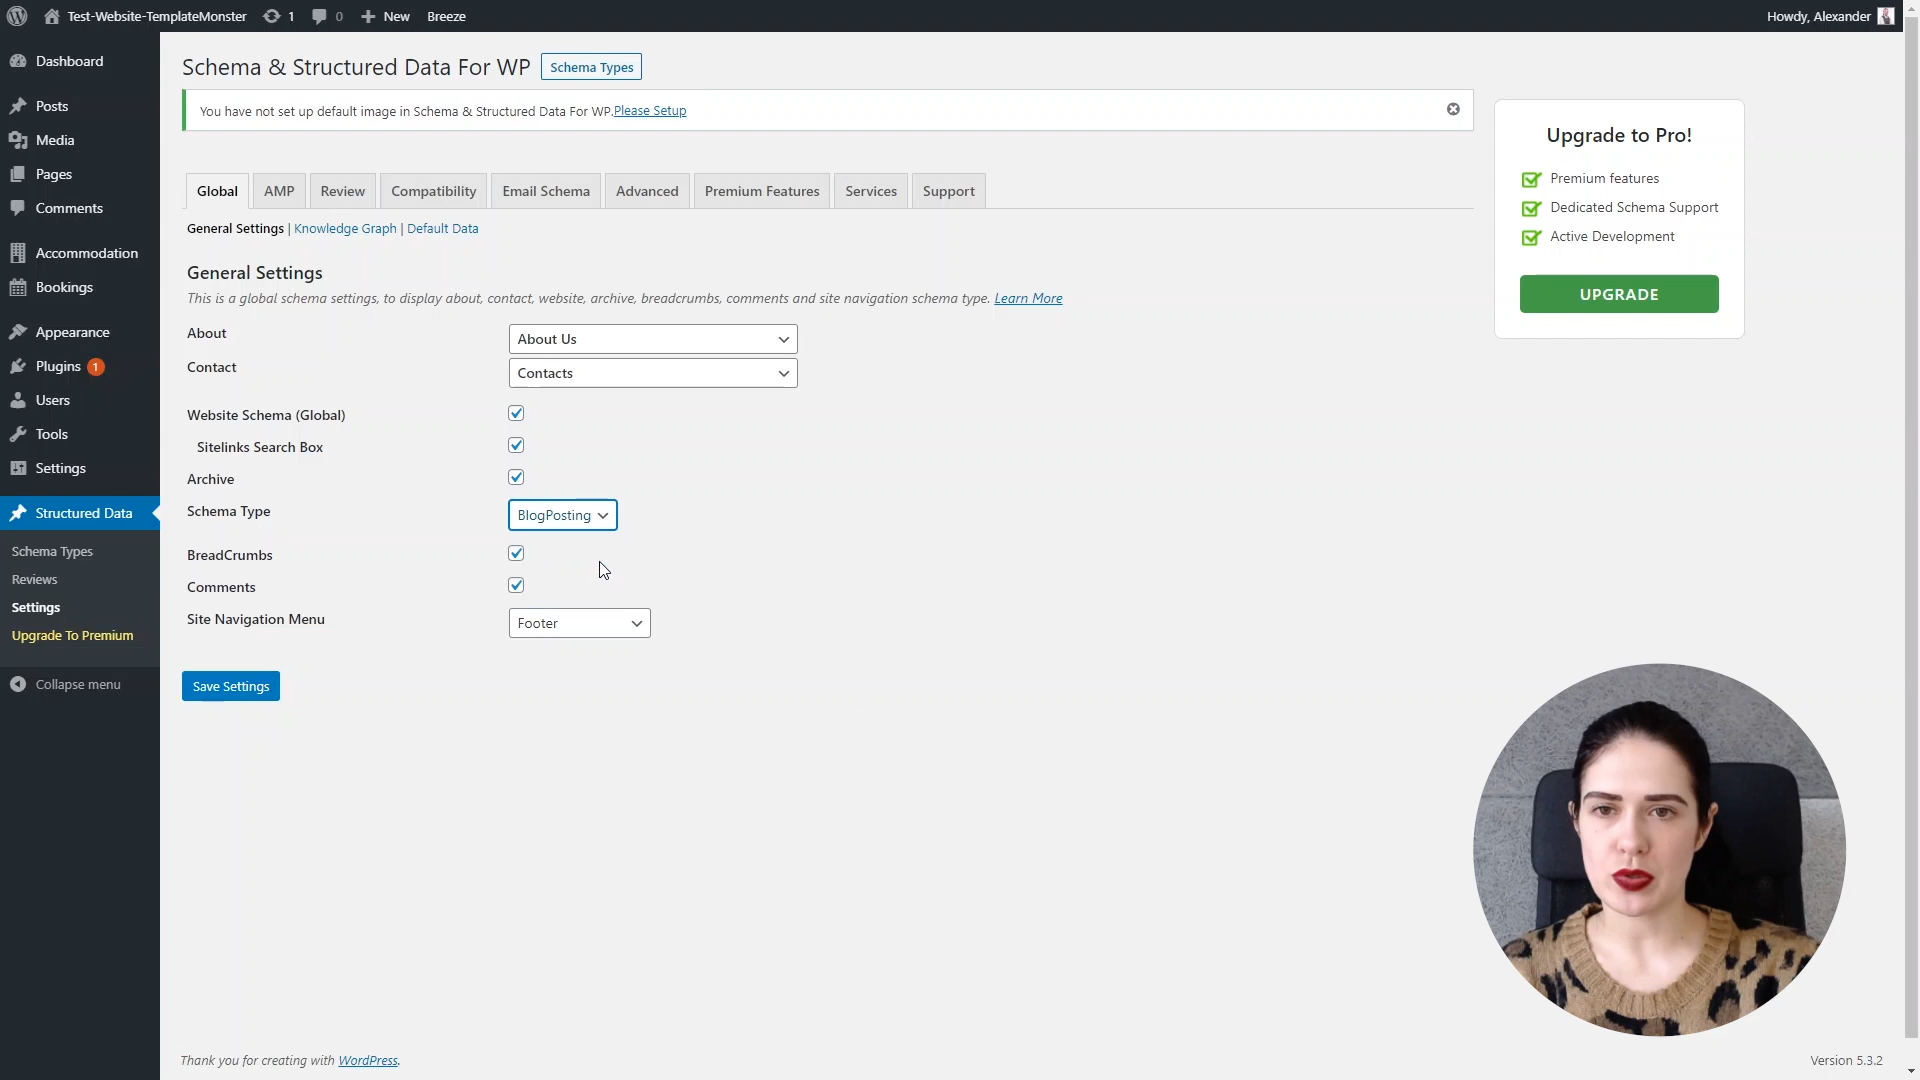 Test-Website-TemplateMonster 1 0 New Breeze Howdy, Alexander
Dashboard
Posts
Media
Pages
Comments
Accommodation
Bookings
Appearance
Plugins 1
Users
Tools
Settings
Structured Data
Schema Types
Reviews
Settings
Upgrade To Premium
Collapse menu
Schema & Structured Data For WP Schema Types
You have not set up default image in Schema & Structured Data For WP.Please Setup
Global AMP Review Compatibility Email Schema Advanced Premium Features Services Support
General Settings | Knowledge Graph | Default Data
General Settings
This is a global schema settings, to display about, contact, website, archive, breadcrumbs, comments and site navigation schema type. Learn More
About About Us
Contact Contacts
Website Schema (Global)
Sitelinks Search Box
Archive
Schema Type BlogPosting
BreadCrumbs
Comments
Site Navigation Menu Footer
Save Settings
Upgrade to Pro!
Premium features
Dedicated Schema Support
Active Development
UPGRADE
Thank you for creating with WordPress.
Version 5.3.2